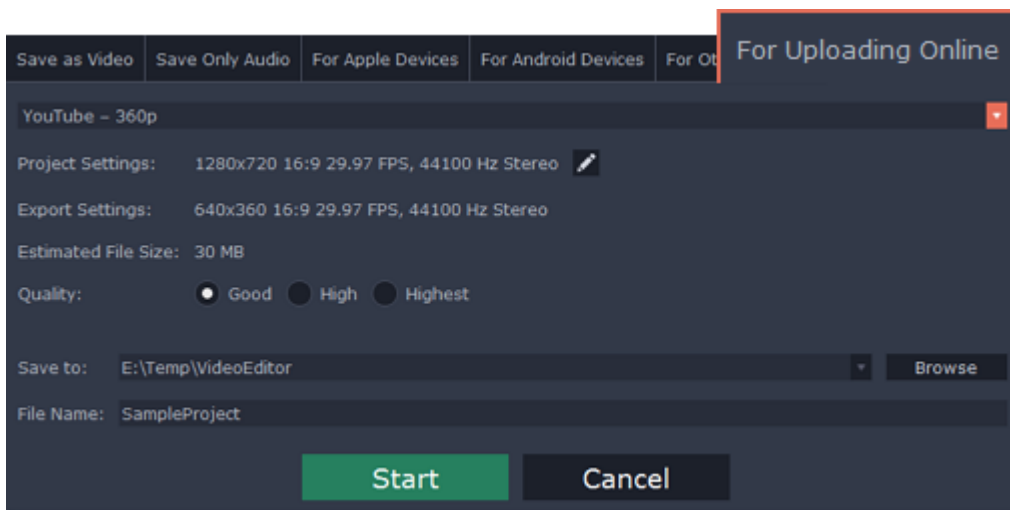 Save as Video Save Only Audio For Apple Devices For Android Devices For Ot For Uploading Online
YouTube – 360p
Project Settings: 1280x720 16:9 29.97 FPS, 44100 Hz Stereo
Export Settings: 640x360 16:9 29.97 FPS, 44100 Hz Stereo
Estimated File Size: 30 MB
Quality: Good High Highest
Save to: E:\Temp\VideoEditor Browse
File Name: SampleProject
Start Cancel